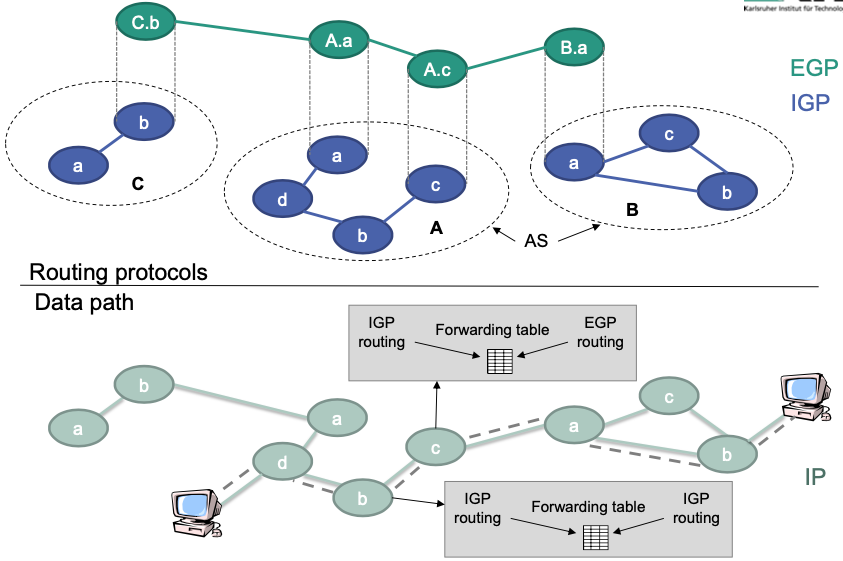 Karlsruher Institut für Technolo
C.b
A.a
A.c
B.a
EGP
IGP
b
a
C
a
d
c
b
A
a
c
b
B
AS
Routing protocols
Data path
IGP
routing
Forwarding table
EGP
routing
b
a
a
d
c
b
a
c
b
IP
IGP
routing
Forwarding table
IGP
routing